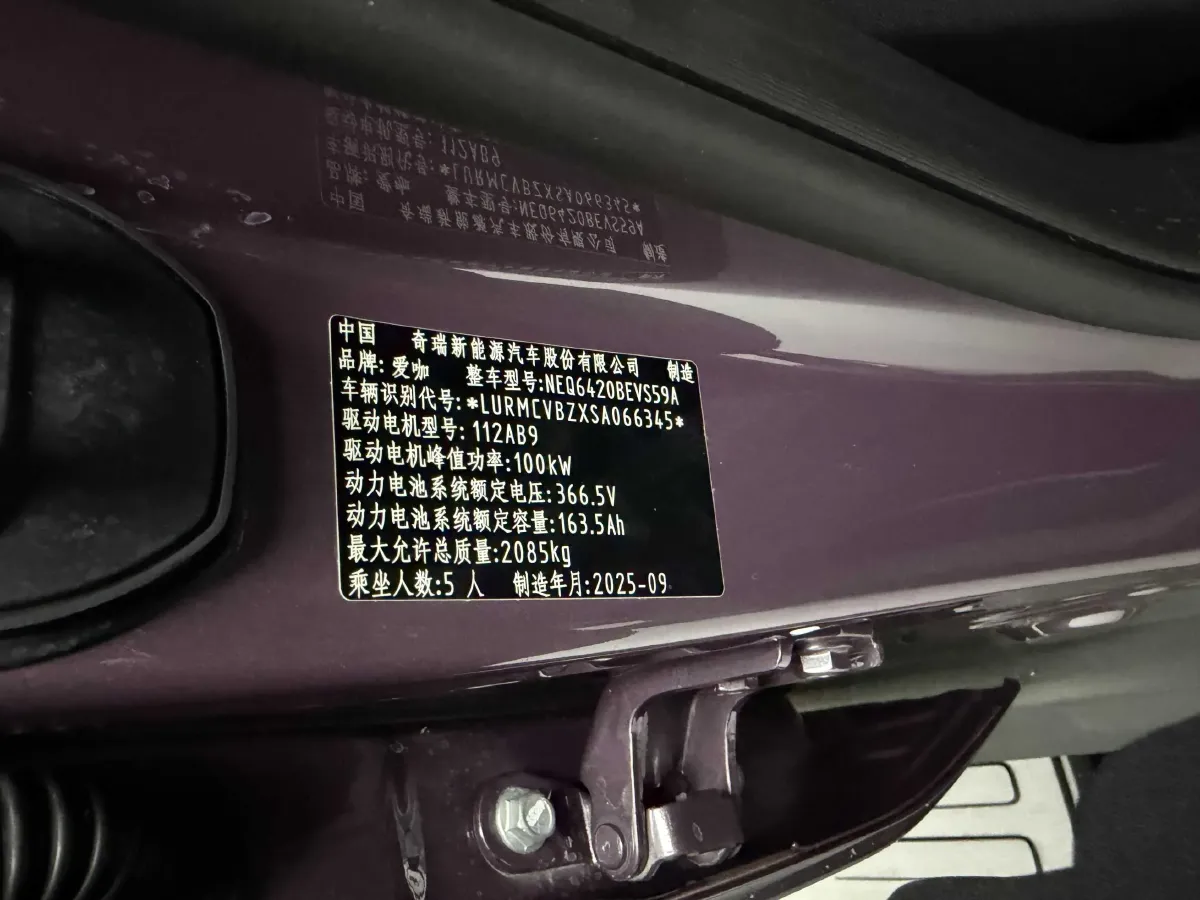 中国 奇瑞新能源汽车股份有限公司 制造
品牌:爱咖 整车型号:NEQ6420BEVS59A
车辆识别代号:*LURMCVBZXSA066345*
驱动电机型号:112AB9
驱动电机峰值功率:100kW
动力电池系统额定电压:366.5V
动力电池系统额定容量:163.5Ah
最大允许总质量:2085kg
乘坐人数:5 人 制造年月:2025-09